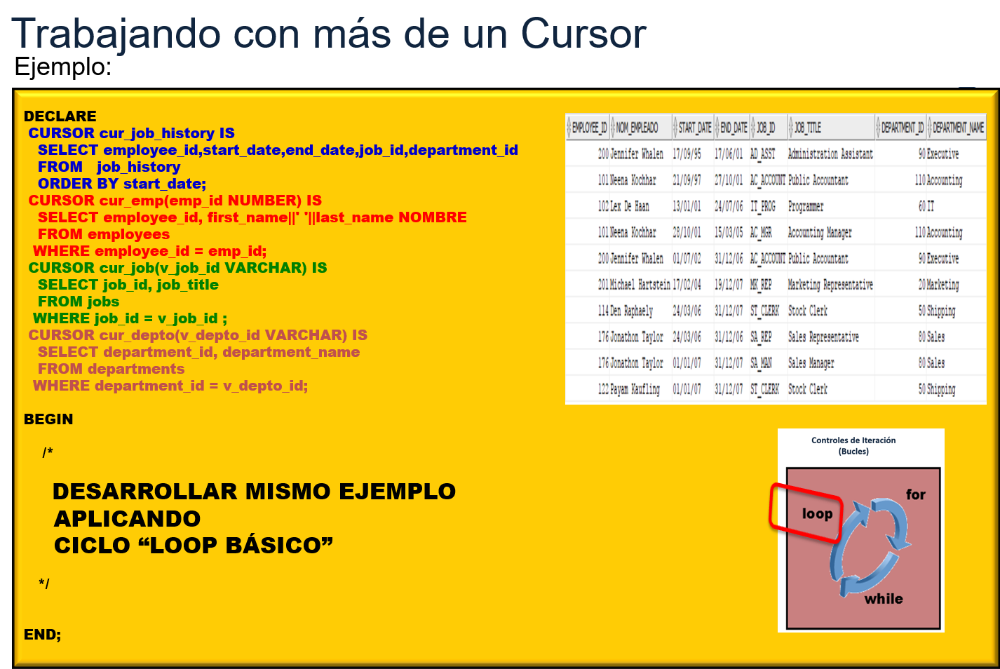 Trabajando con más de un Cursor
Ejemplo:
DECLARE
CURSOR cur_job_history IS
SELECT employee_id,start_date,end_date,job_id,department_id
FROM job_history
ORDER BY start_date;
CURSOR cur_emp(emp_id NUMBER) IS
SELECT employee_id, first_name||' '||last_name NOMBRE
FROM employees
WHERE employee_id = emp_id;
CURSOR cur_job(v_job_id VARCHAR) IS
SELECT job_id, job_title
FROM jobs
WHERE job_id = v_job_id ;
CURSOR cur_depto(v_depto_id VARCHAR) IS
SELECT department_id, department_name
FROM departments
WHERE department_id = v_depto_id;
BEGIN
/*
DESARROLLAR MISMO EJEMPLO
APLICANDO
CICLO “LOOP BÁSICO”
*/
END;
EMPLOYEE_ID NOM_EMPLEADO START_DATE END_DATE JOB_ID JOB_TITLE DEPARTMENT_ID DEPARTMENT_NAME
200 Jennifer Whalen 17/09/95 17/06/01 AD_ASST Administration Assistant 90 Executive
101 Neena Kochhar 21/09/97 27/10/01 AC_ACCOUNT Public Accountant 110 Accounting
102 Lex De Haan 13/01/01 24/07/06 IT_PROG Programmer 60 IT
101 Neena Kochhar 28/10/01 15/03/05 AC_MGR Accounting Manager 110 Accounting
200 Jennifer Whalen 01/07/02 31/12/06 AC_ACCOUNT Public Accountant 90 Executive
201 Michael Hartstein 17/02/04 19/12/07 MK_REP Marketing Representative 20 Marketing
114 Den Raphaely 24/03/06 31/12/07 ST_CLERK Stock Clerk 50 Shipping
176 Jonathon Taylor 24/03/06 31/12/06 SA_REP Sales Representative 80 Sales
176 Jonathon Taylor 01/01/07 31/12/07 SA_MAN Sales Manager 80 Sales
122 Payam Kaufling 01/01/07 31/12/07 ST_CLERK Stock Clerk 50 Shipping
Controles de Iteración
(Bucles)
for
loop
while